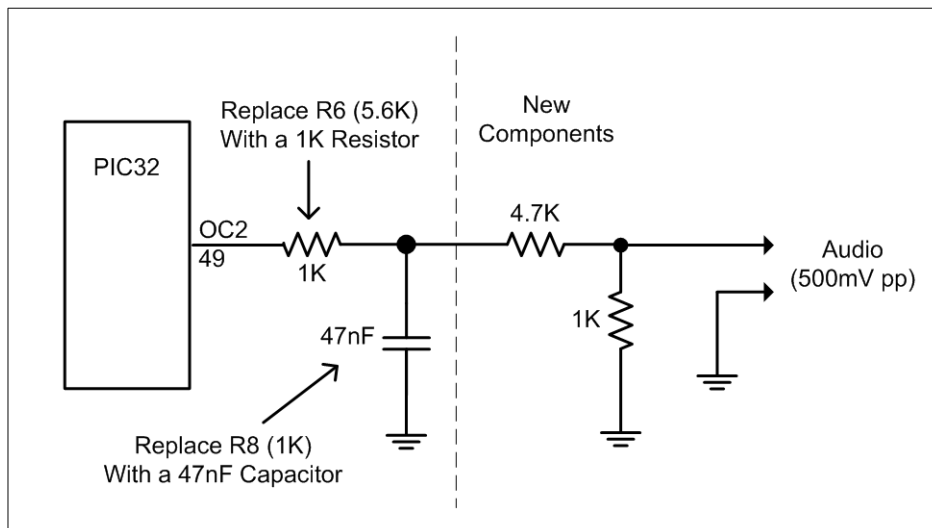 Replace R6 (5.6K)
With a 1K Resistor
New
Components
PIC32
OC2
49
1K
4.7K
Audio
(500mV pp)
1K
47nF
Replace R8 (1K)
With a 47nF Capacitor